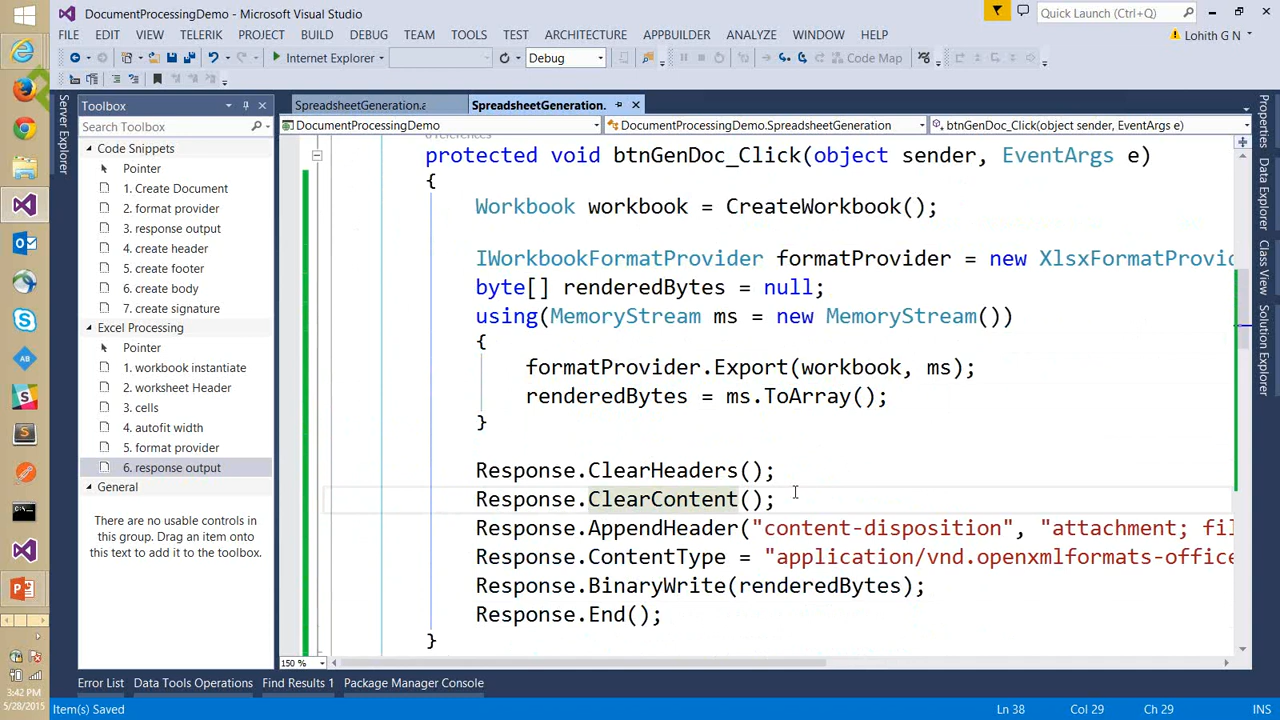 DocumentProcessingDemo - Microsoft Visual Studio
Quick Launch (Ctrl+Q)
FILE EDIT VIEW TELERIK PROJECT BUILD DEBUG TEAM TOOLS TEST ARCHITECTURE APPBUILDER ANALYZE WINDOW HELP
Lohith G N
Internet Explorer
Debug
Code Map
Server Explorer
Toolbox
Search Toolbox
Code Snippets
Pointer
1. Create Document
2. format provider
3. response output
4. create header
5. create footer
6. create body
7. create signature
Excel Processing
Pointer
1. workbook instantiate
2. worksheet Header
3. cells
4. autofit width
5. format provider
6. response output
General
There are no usable controls in
this group. Drag an item onto
this text to add it to the toolbox.
SpreadsheetGeneration.a
SpreadsheetGeneration.
DocumentProcessingDemo
DocumentProcessingDemo.SpreadsheetGeneration
btnGenDoc_Click(object sender, EventArgs e)
protected void btnGenDoc_Click(object sender, EventArgs e)
{
Workbook workbook = CreateWorkbook();
IWorkbookFormatProvider formatProvider = new XlsxFormatProvi
byte[] renderedBytes = null;
using(MemoryStream ms = new MemoryStream())
{
formatProvider.Export(workbook, ms);
renderedBytes = ms.ToArray();
}
Response.ClearHeaders();
Response.ClearContent();
Response.AppendHeader("content-disposition", "attachment; fil
Response.ContentType = "application/vnd.openxmlformats-office
Response.BinaryWrite(renderedBytes);
Response.End();
}
150 %
Properties
Data Explorer
Class View
Solution Explorer
Error List
Data Tools Operations
Find Results 1
Package Manager Console
Item(s) Saved
Ln 38
Col 29
Ch 29
INS
3:42 PM
5/28/2015